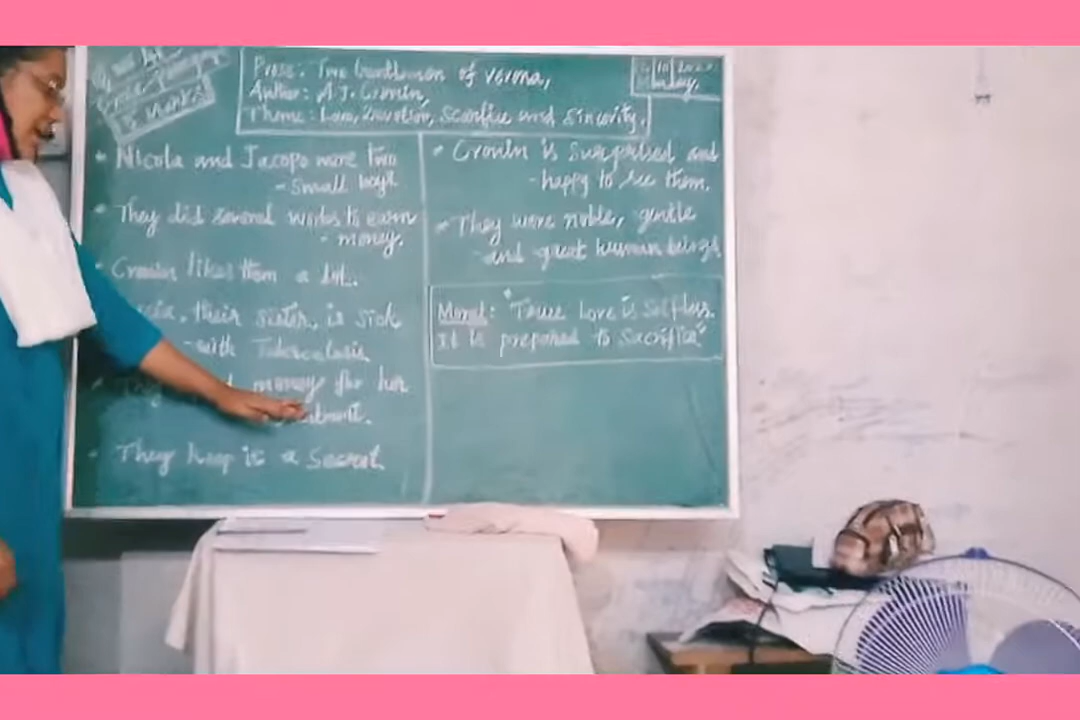 5 Marks
Prose: Two Gentlemen of Verona,
Author: A.J. Cronin,
Theme: Love, Devotion, Sacrifice and Sincerity.
10
• Nicola and Jacopo were two
- small boys.
• They did several works to earn
- money.
• Cronin likes them a lot.
their sister, is sick
- with Tuberculosis
money for her
• They keep it a secret
• Cronin is surprised and
- happy to see them.
• They were noble, gentle
- and great human beings
Moral: "True Love is Selfless.
It is prepared to Sacrifice"